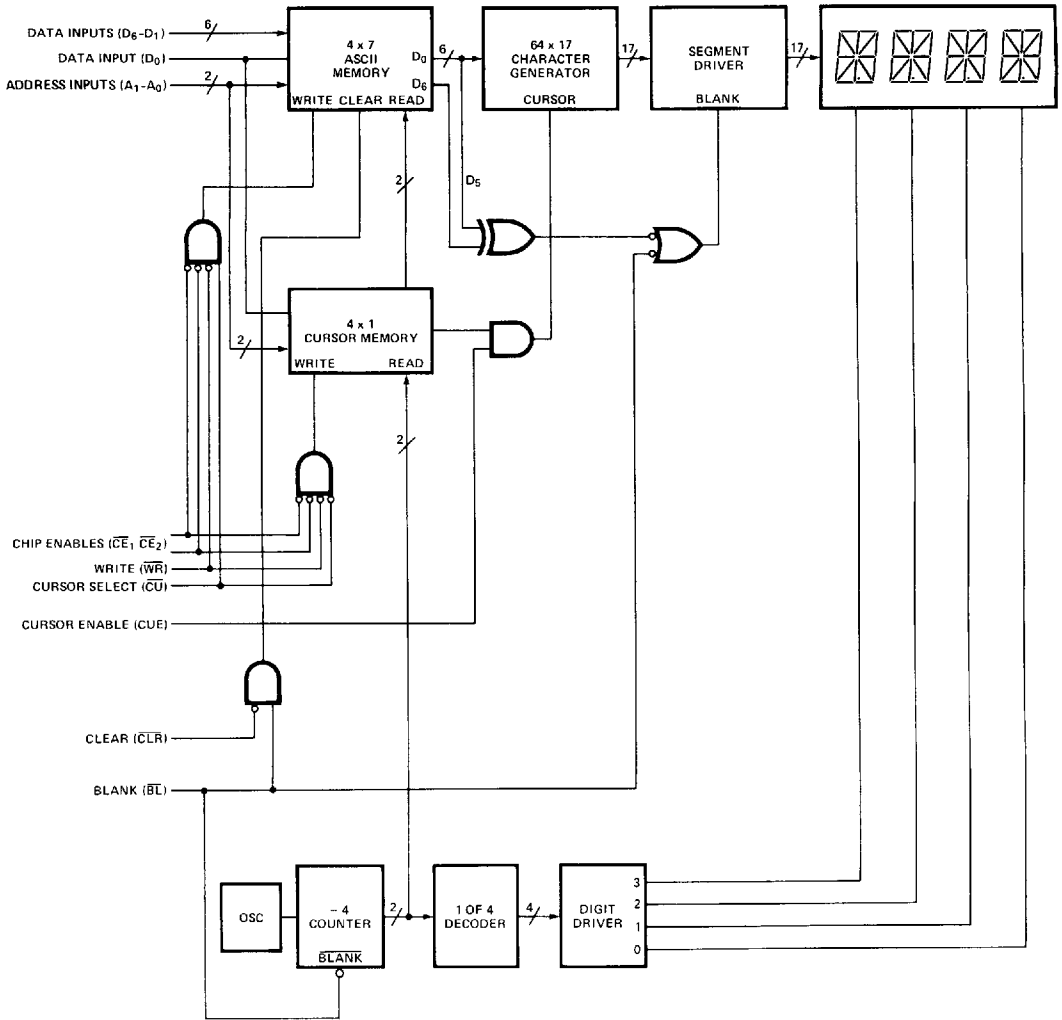 DATA INPUTS (D6-D1) 6
DATA INPUT (D0)
ADDRESS INPUTS (A1-A0) 2
4 x 7
ASCII
MEMORY
D0
D6
WRITE CLEAR READ
6
64 x 17
CHARACTER
GENERATOR
CURSOR
17
SEGMENT
DRIVER
BLANK
17
2
D5
4 x 1
CURSOR MEMORY
WRITE READ
2
2
CHIP ENABLES (CE1 CE2)
WRITE (WR)
CURSOR SELECT (CU)
CURSOR ENABLE (CUE)
CLEAR (CLR)
BLANK (BL)
OSC
– 4
COUNTER
BLANK
2
1 OF 4
DECODER
4
DIGIT
DRIVER
3
2
1
0